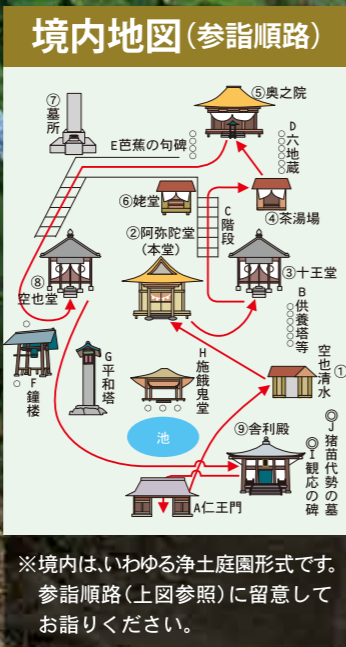 境内地図(参詣順路)
⑤奥之院
⑦墓所
E芭蕉の句碑
D六地蔵
⑥姥堂
C階段
④茶湯場
②阿弥陀堂
(本堂)
③十王堂
⑧
空也堂
B供養塔等
空也清水①
F鐘楼
G平和塔
H施餓鬼堂
J猪苗代勢の墓
I観応の碑
池
⑨舎利殿
A仁王門
※境内は、いわゆる浄土庭園形式です。
参詣順路(上図参照)に留意して
お詣りください。